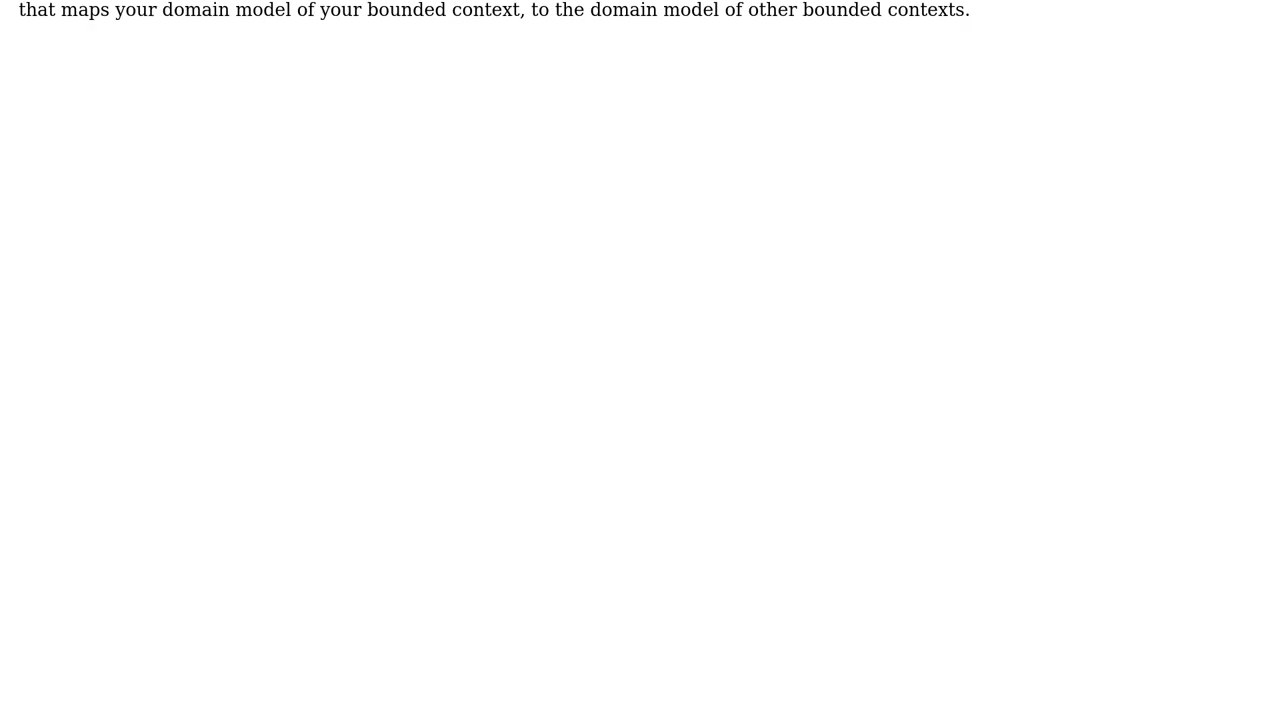 that maps your domain model of your bounded context, to the domain model of other bounded contexts.